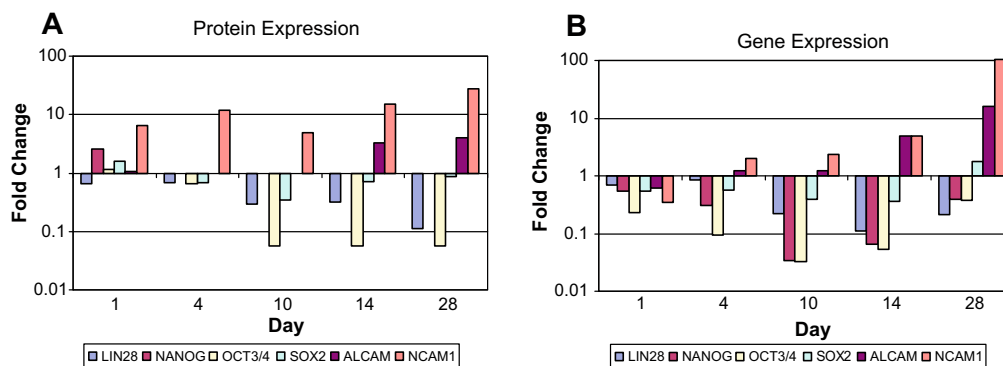 A
Protein Expression
Fold Change
100
10
1
0.1
0.01
1 4 10 14 28
Day
LIN28 NANOG OCT3/4 SOX2 ALCAM NCAM1
B
Gene Expression
Fold Change
100
10
1
0.1
0.01
1 4 10 14 28
Day
LIN28 NANOG OCT3/4 SOX2 ALCAM NCAM1